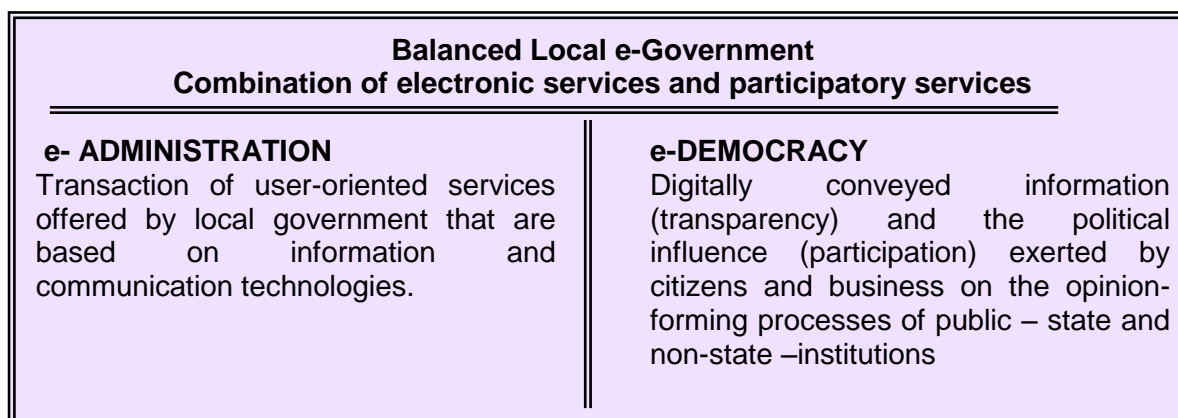 Balanced Local e-Government
Combination of electronic services and participatory services
e- ADMINISTRATION
Transaction of user-oriented services
offered by local government that are
based on information and
communication technologies.
e-DEMOCRACY
Digitally conveyed information
(transparency) and the political
influence (participation) exerted by
citizens and business on the opinion-
forming processes of public – state and
non-state –institutions